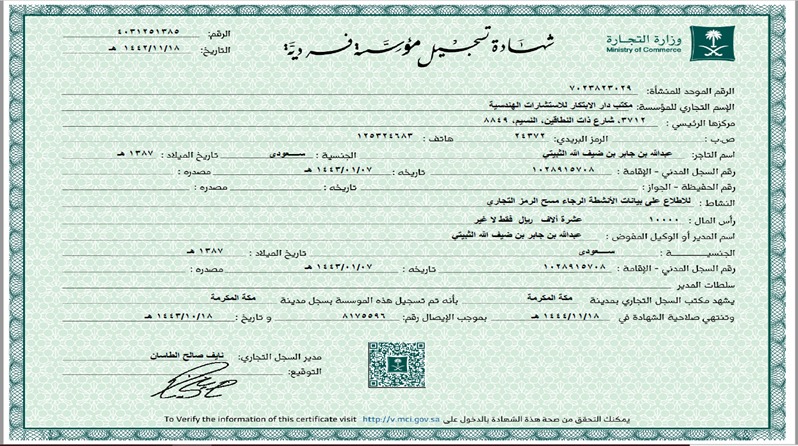 وزارة التجارة
Ministry of Commerce
شهادة تسجيل مؤسسة فردية
الرقم: ٤٠٣١٢٥١٣٨٥
التاريخ: ١٤٤٢/١١/١٨ هـ
الرقم الموحد للمنشأة: ٧٠٢٣٨٢٣٠٢٩
الإسم التجاري للمؤسسة: مكتب دار الابتكار للاستشارات الهندسية
مركزها الرئيسي : ٣٧١٢، شارع ذات النطاقين، النسيم، ٨٨٤٩
ص.ب : الرمز البريدي: ٢٤٣٧٢ هاتف : ١٢٥٣٢٤٦٨٣
اسم التاجر: عبدالله بن جابر بن ضيف الله الثبيتي الجنسية : سـعودى تاريخ الميلاد : ١٣٨٧ هـ
رقم السجل المدني - الإقامة : ١٠٢٨٩١٥٧٠٨ تاريخه : ١٤٤٣/٠١/٠٧ هـ مصدره :
رقم الحفيظة - الجواز : تاريخه: مصدره :
النشاط : للاطلاع على بيانات الأنشطة الرجاء مسح الرمز التجاري
رأس المال : ١٠٠٠٠ عشرة ألاف ريال فقط لا غير
اسم المدير أو الوكيل المفوض : عبدالله بن جابر بن ضيف الله الثبيتي
الجنسيـــــة : سـعودى تاريخ الميلاد: ١٣٨٧ هـ
رقم السجل المدني - الإقامة : ١٠٢٨٩١٥٧٠٨ تاريخه : ١٤٤٣/٠١/٠٧ هـ مصدره :
سلطات المدير
يشهد مكتب السجل التجاري بمدينة مكة المكرمة بأنه تم تسجيل هذه الموسسة بسجل مدينة مكة المكرمة
وتنتهي صلاحية الشهادة في ١٤٤٤/١١/١٨ هـ بموجب الإيصال رقم: ٨١٧٥٥٩٦ و تاريخ : ١٤٤٣/١٠/١٨ هـ
مدير السجل التجاري: نايف صالح الطاسان
التوقيع:
يمكنك التحقق من صحة هذة الشهادة بالدخول على To Verify the information of this certificate visit http://v.mci.gov.sa